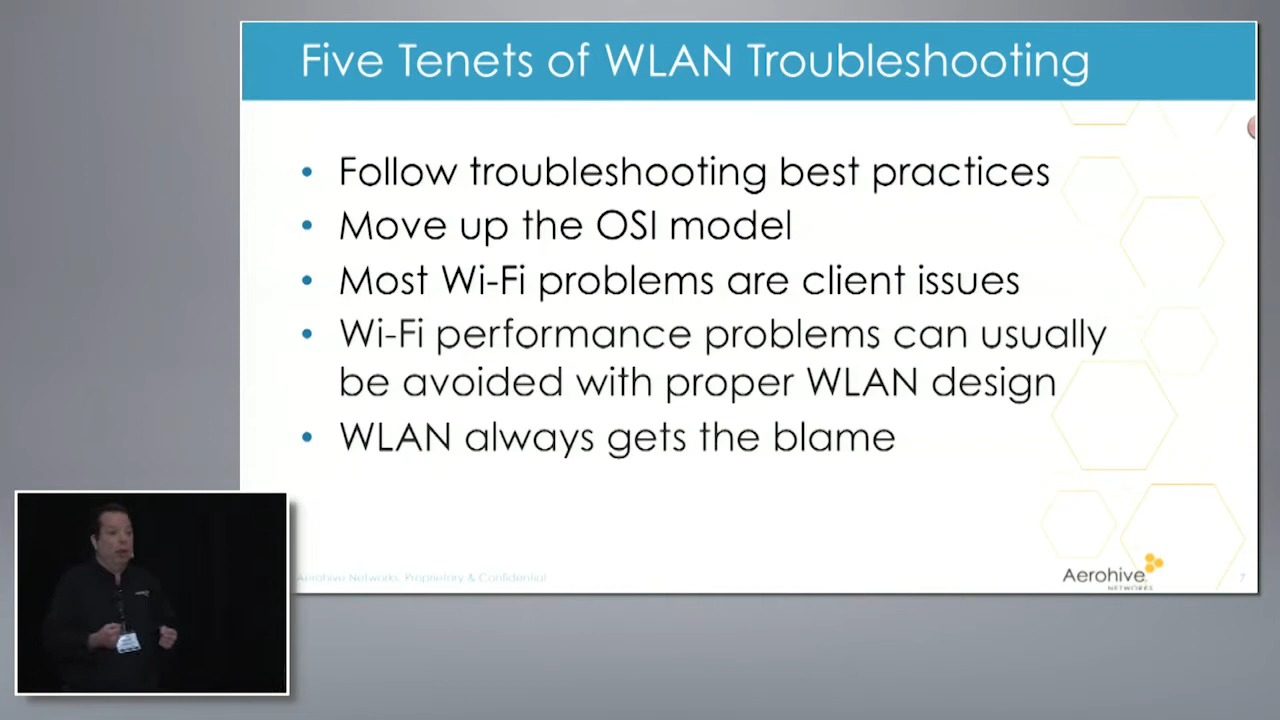 Five Tenets of WLAN Troubleshooting
• Follow troubleshooting best practices
• Move up the OSI model
• Most Wi-Fi problems are client issues
• Wi-Fi performance problems can usually
be avoided with proper WLAN design
• WLAN always gets the blame
Aerohive Networks. Proprietary & Confidential
Aerohive
NETWORKS
7